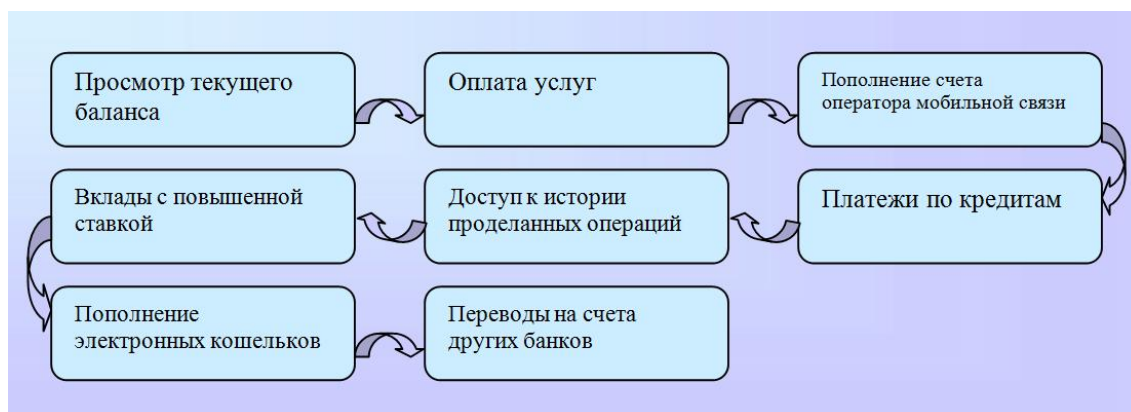 Просмотр текущего
баланса
Оплата услуг
Пополнение счета
оператора мобильной связи
Вклады с повышенной
ставкой
Доступ к истории
проделанных операций
Платежи по кредитам
Пополнение
электронных кошельков
Переводы на счета
других банков